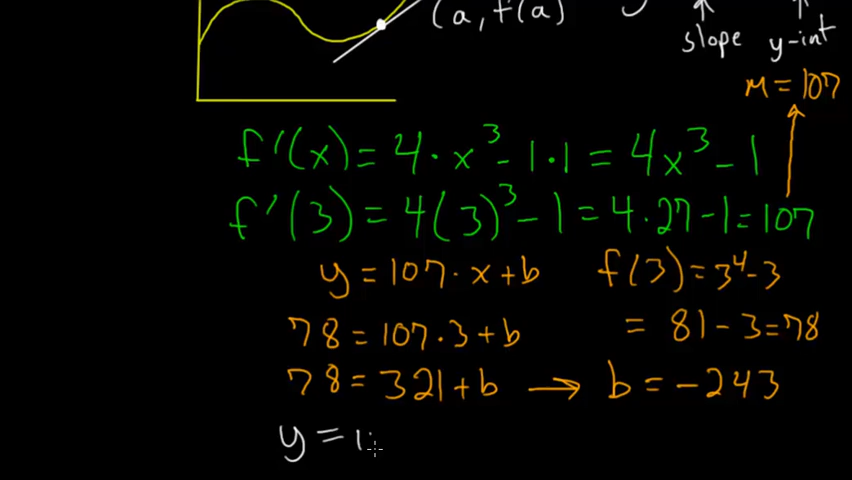 (a, f(a)
slope
y-int
m = 107
f'(x) = 4 · x³ - 1 · 1 = 4x³ - 1
f'(3) = 4(3)³ - 1 = 4 · 27 - 1 = 107
y = 107 · x + b
f(3) = 3⁴ - 3
78 = 107 · 3 + b
= 81 - 3 = 78
78 = 321 + b → b = -243
y = 1